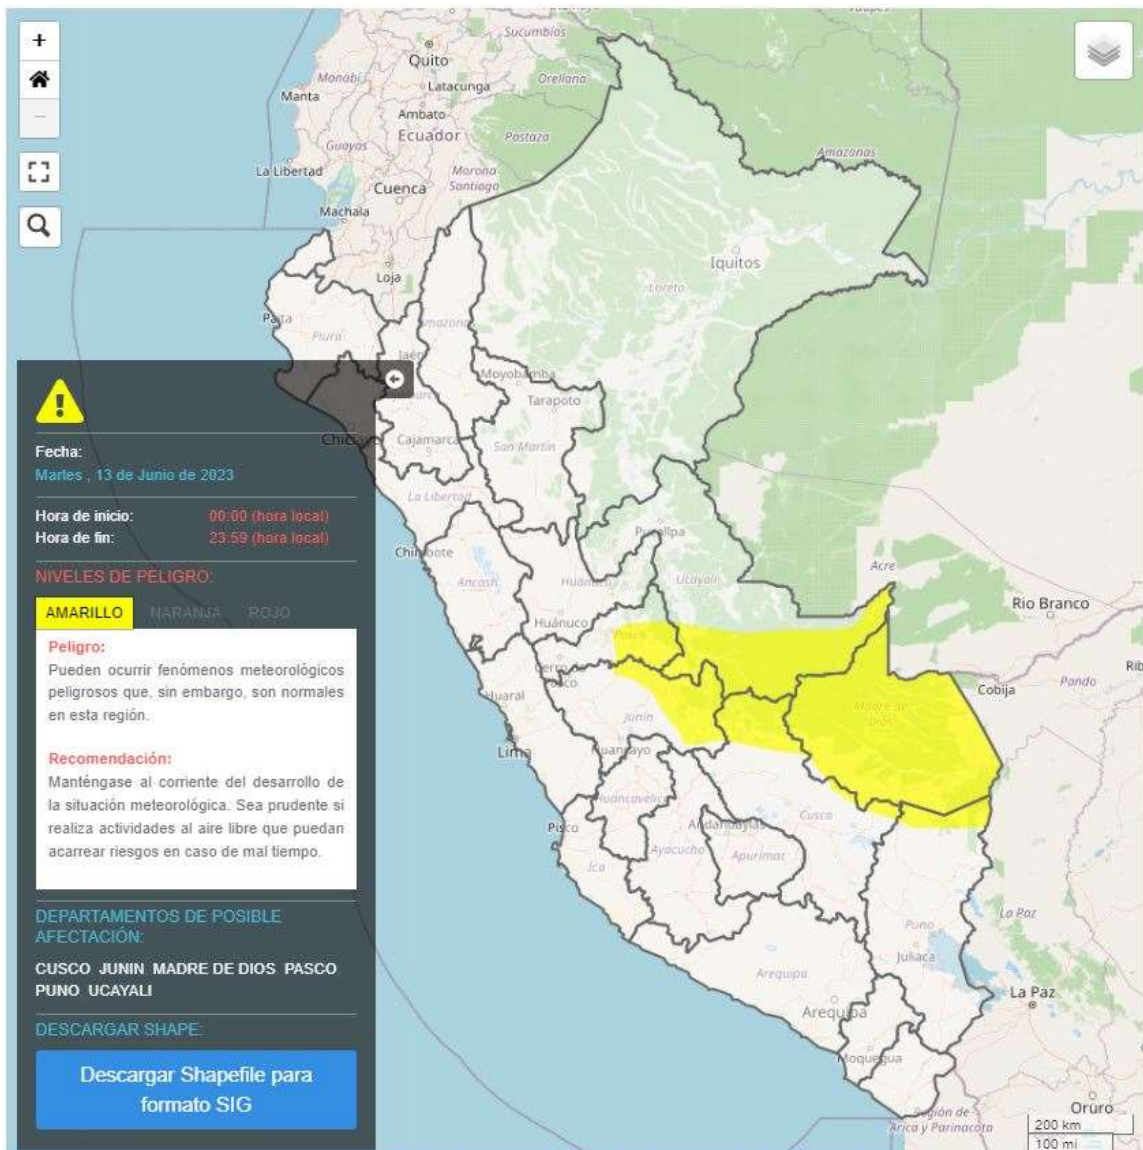 +
−
Sucumbíos
Quito
Orellana
Manabí
Latacunga
Manta
Ambato
Ecuador
Guayas
Pastaza
Amazonas
La Libertad
Morona
Santiago
Cuenca
Machala
Loja
Iquitos
Loreto
Piura
Jaén
Moyobamba
Tarapoto
Cajamarca
San Martín
La Libertad
Pucallpa
Ancash
Huánuco
Ucayali
Acre
Rio Branco
Huánuco
Pasco
Cobija
Pando
Madre de
Dios
Huaral
Junín
Lima
Huancayo
Huancavelica
Cusco
Pisco
Andahuaylas
Ica
Ayacucho
Apurímac
La Paz
Puno
Juliaca
Arequipa
La Paz
Arequipa
Moquegua
Oruro
Región de
Arica y Parinacota
200 km
100 mi
Fecha:
Martes , 13 de Junio de 2023
Hora de inicio: 00:00 (hora local)
Hora de fin: 23:59 (hora local)
NIVELES DE PELIGRO:
AMARILLO NARANJA ROJO
Peligro:
Pueden ocurrir fenómenos meteorológicos
peligrosos que, sin embargo, son normales
en esta región.
Recomendación:
Manténgase al corriente del desarrollo de
la situación meteorológica. Sea prudente si
realiza actividades al aire libre que puedan
acarrear riesgos en caso de mal tiempo.
DEPARTAMENTOS DE POSIBLE
AFECTACIÓN:
CUSCO JUNIN MADRE DE DIOS PASCO
PUNO UCAYALI
DESCARGAR SHAPE:
Descargar Shapefile para
formato SIG